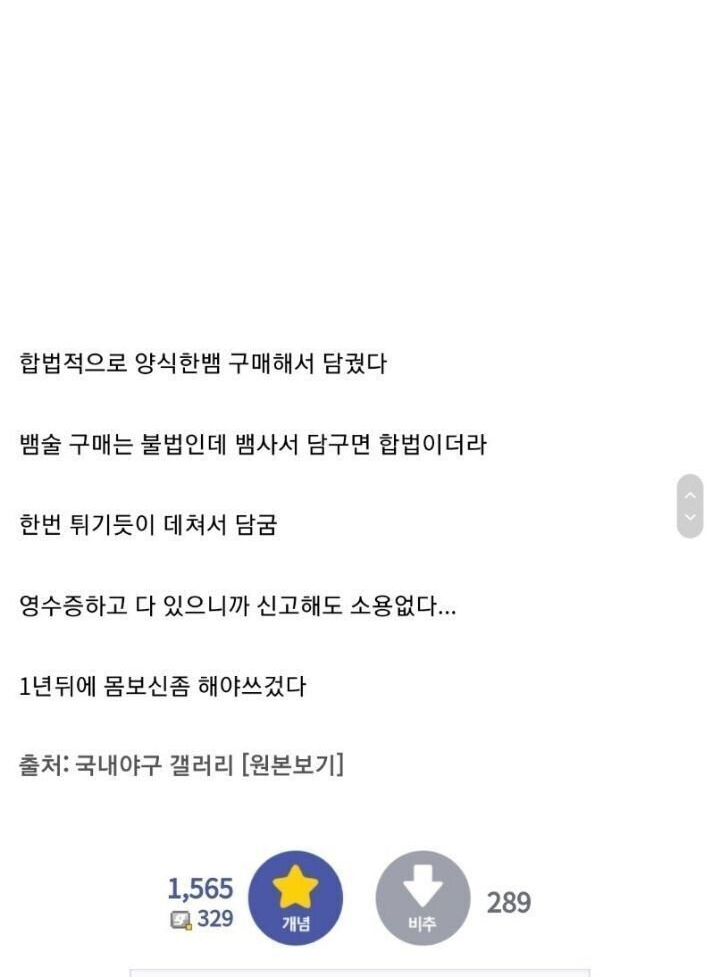 합법적으로 양식한뱀 구매해서 담궜다
뱀술 구매는 불법인데 뱀사서 담구면 합법이더라
한번 튀기듯이 데쳐서 담굼
영수증하고 다 있으니까 신고해도 소용없다...
1년뒤에 몸보신좀 해야쓰겄다
출처: 국내야구 갤러리 [원본보기]
1,565
329
개념
비추
289